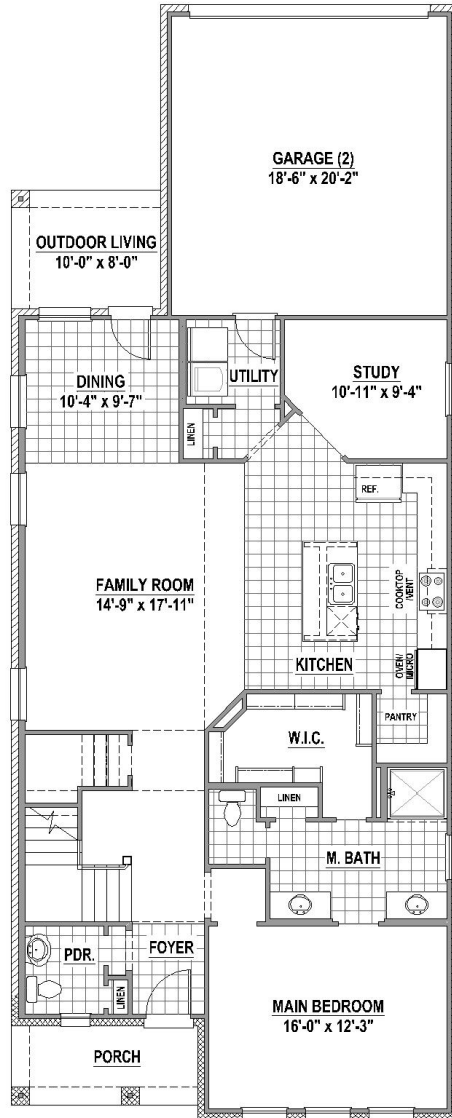 GARAGE (2)
18'-6" x 20'-2"
OUTDOOR LIVING
10'-0" x 8'-0"
DINING
10'-4" x 9'-7"
UTILITY
STUDY
10'-11" x 9'-4"
LINEN
REF.
FAMILY ROOM
14'-9" x 17'-11"
COOKTOP
/VENT
KITCHEN
OVEN/
MICRO
PANTRY
W.I.C.
LINEN
M. BATH
PDR.
FOYER
LINEN
MAIN BEDROOM
16'-0" x 12'-3"
PORCH